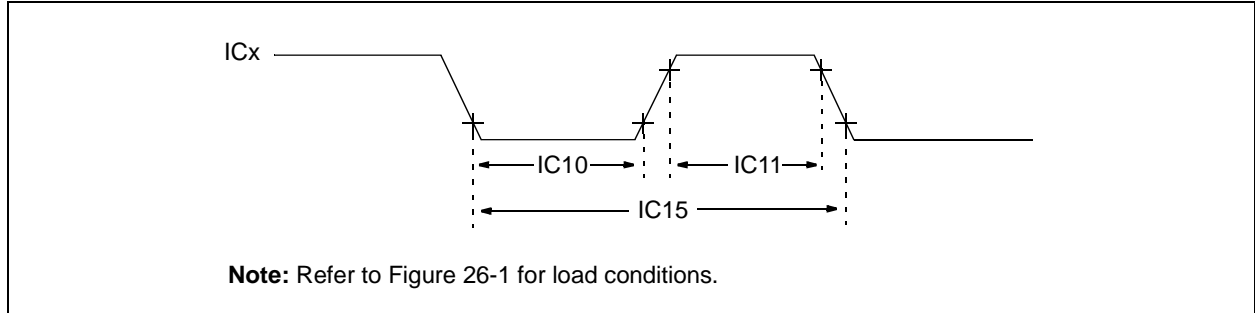 ICx
IC10
IC11
IC15
Note: Refer to Figure 26-1 for load conditions.